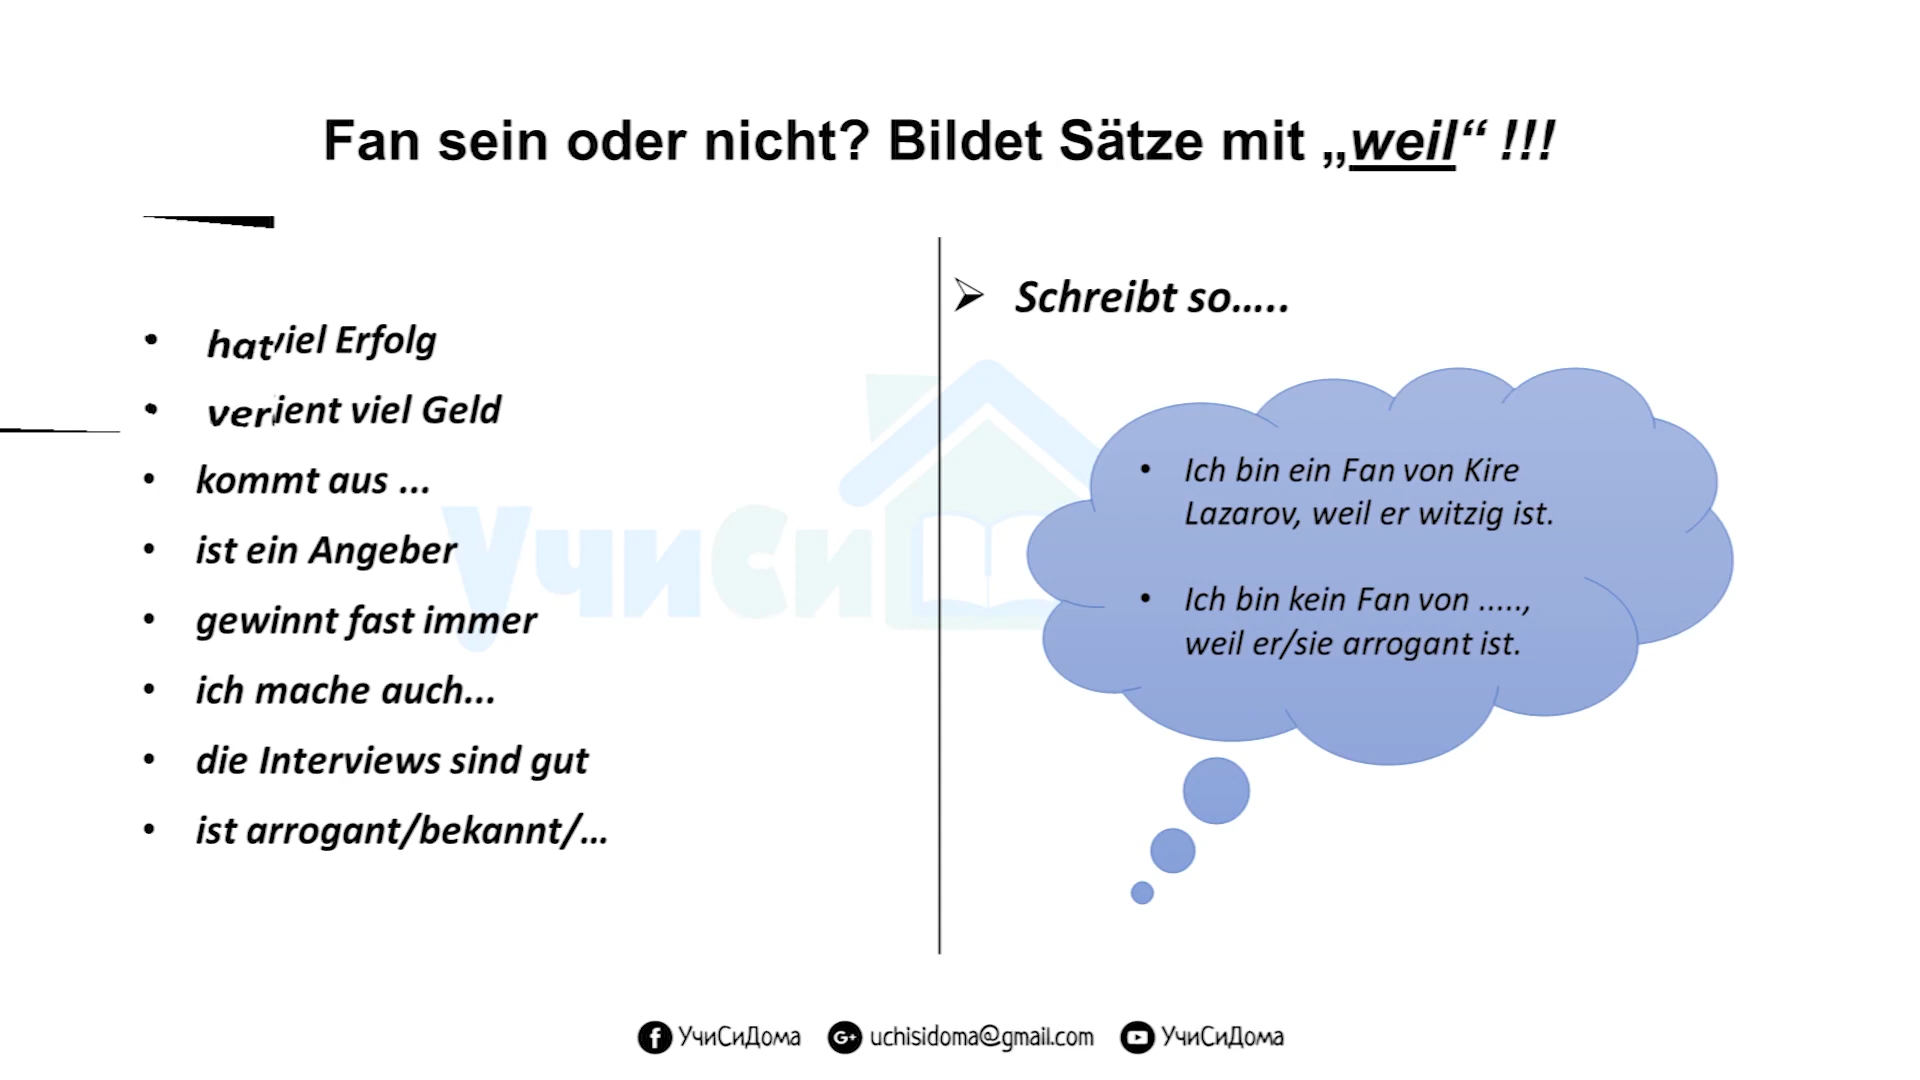 Fan sein oder nicht? Bildet Sätze mit „weil“ !!!
hat viel Erfolg
ient viel Geld
kommt aus ...
ist ein Angeber
gewinnt fast immer
ich mache auch...
die Interviews sind gut
ist arrogant/bekannt/...
Schreibt so.....
Ich bin ein Fan von Kire
Lazarov, weil er witzig ist.
Ich bin kein Fan von .....,
weil er/sie arrogant ist.
УчиСи
УчиСиДома
uchisidoma@gmail.com
УчиСиДома